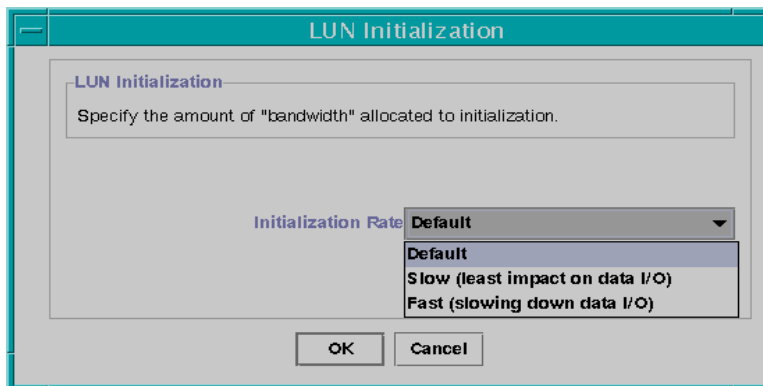 LUN Initialization
LUN Initialization
Specify the amount of "bandwidth" allocated to initialization.
Initialization Rate Default
Default
Slow (least impact on data I/O)
Fast (slowing down data I/O)
OK Cancel